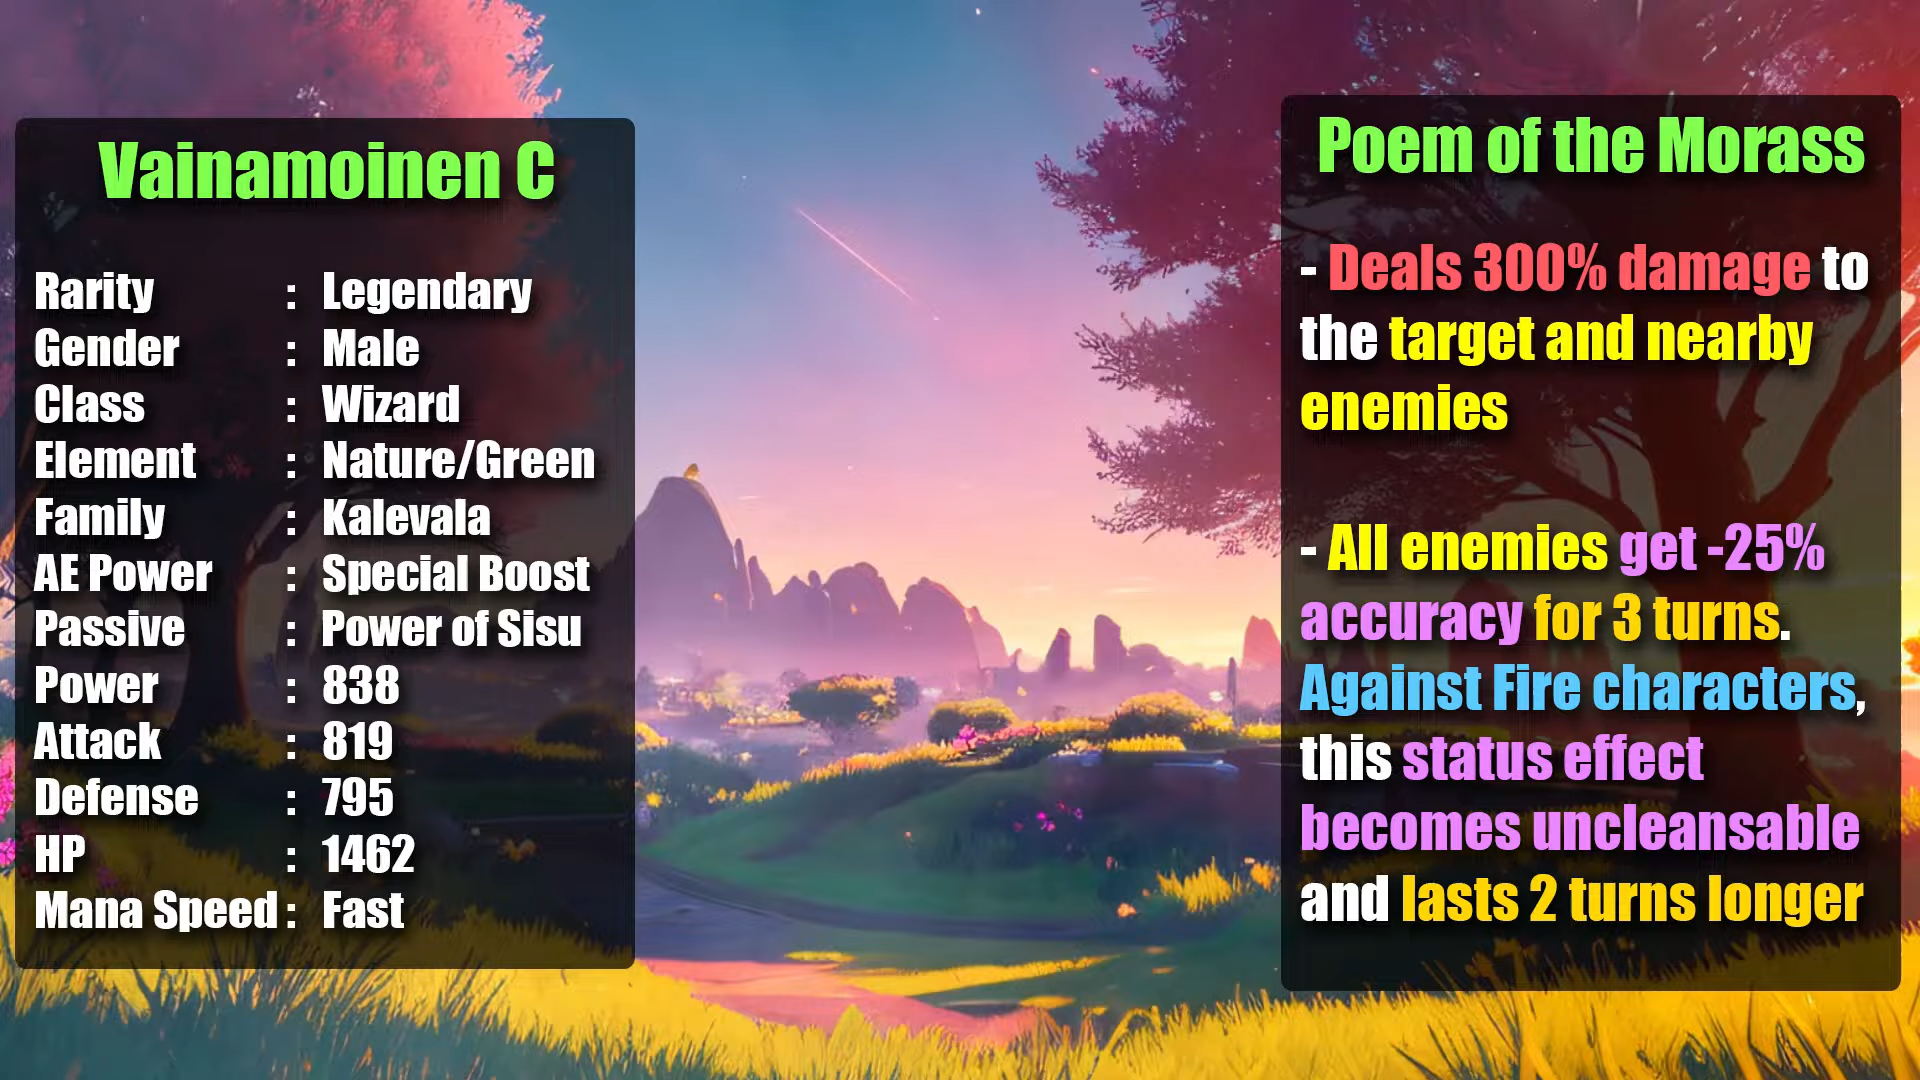 Vainamoinen C
Rarity : Legendary
Gender : Male
Class : Wizard
Element : Nature/Green
Family : Kalevala
AE Power : Special Boost
Passive : Power of Sisu
Power : 838
Attack : 819
Defense : 795
HP : 1462
Mana Speed : Fast
Poem of the Morass
- Deals 300% damage to
the target and nearby
enemies
- All enemies get -25%
accuracy for 3 turns.
Against Fire characters,
this status effect
becomes uncleansable
and lasts 2 turns longer